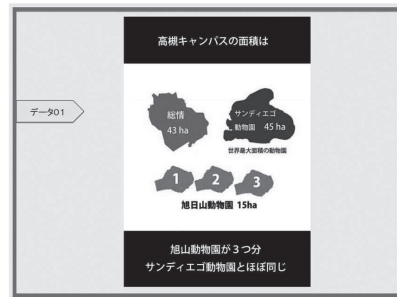 高槻キャンパスの面積は
データ01
総情
43 ha
サンディエゴ
動物園 45 ha
世界最大面積の動物園
1 2 3
旭日山動物園 15ha
旭山動物園が3つ分
サンディエゴ動物園とほぼ同じ